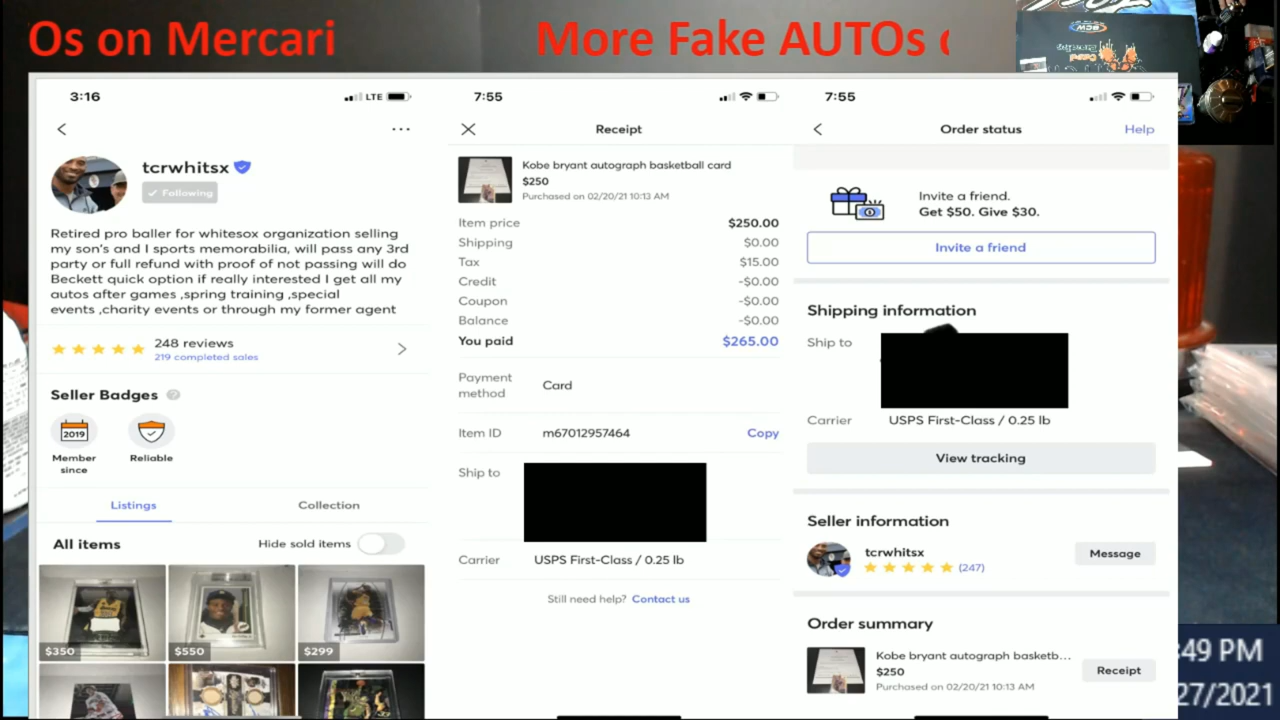 Os on Mercari
More Fake AUTOs
3:16
LTE
tcrwhitsx
Following
Retired pro baller for whitesox organization selling
my son's and I sports memorabilia, will pass any 3rd
party or full refund with proof of not passing will do
Beckett quick option if really interested I get all my
autos after games ,spring training ,special
events ,charity events or through my former agent
248 reviews
219 completed sales
Seller Badges ?
2019
Member
since
Reliable
Listings
Collection
All items
Hide sold items
$350
$550
$299
7:55
Receipt
Kobe bryant autograph basketball card
$250
Purchased on 02/20/21 10:13 AM
Item price $250.00
Shipping $0.00
Tax $15.00
Credit -$0.00
Coupon -$0.00
Balance -$0.00
You paid $265.00
Payment
method
Card
Item ID m67012957464 Copy
Ship to
Carrier USPS First-Class / 0.25 lb
Still need help? Contact us
7:55
Order status
Help
Invite a friend.
Get $50. Give $30.
Invite a friend
Shipping information
Ship to
Carrier USPS First-Class / 0.25 lb
View tracking
Seller information
tcrwhitsx
(247)
Message
Order summary
Kobe bryant autograph basketb...
$250
Purchased on 02/20/21 10:13 AM
Receipt
:49 PM
27/2021